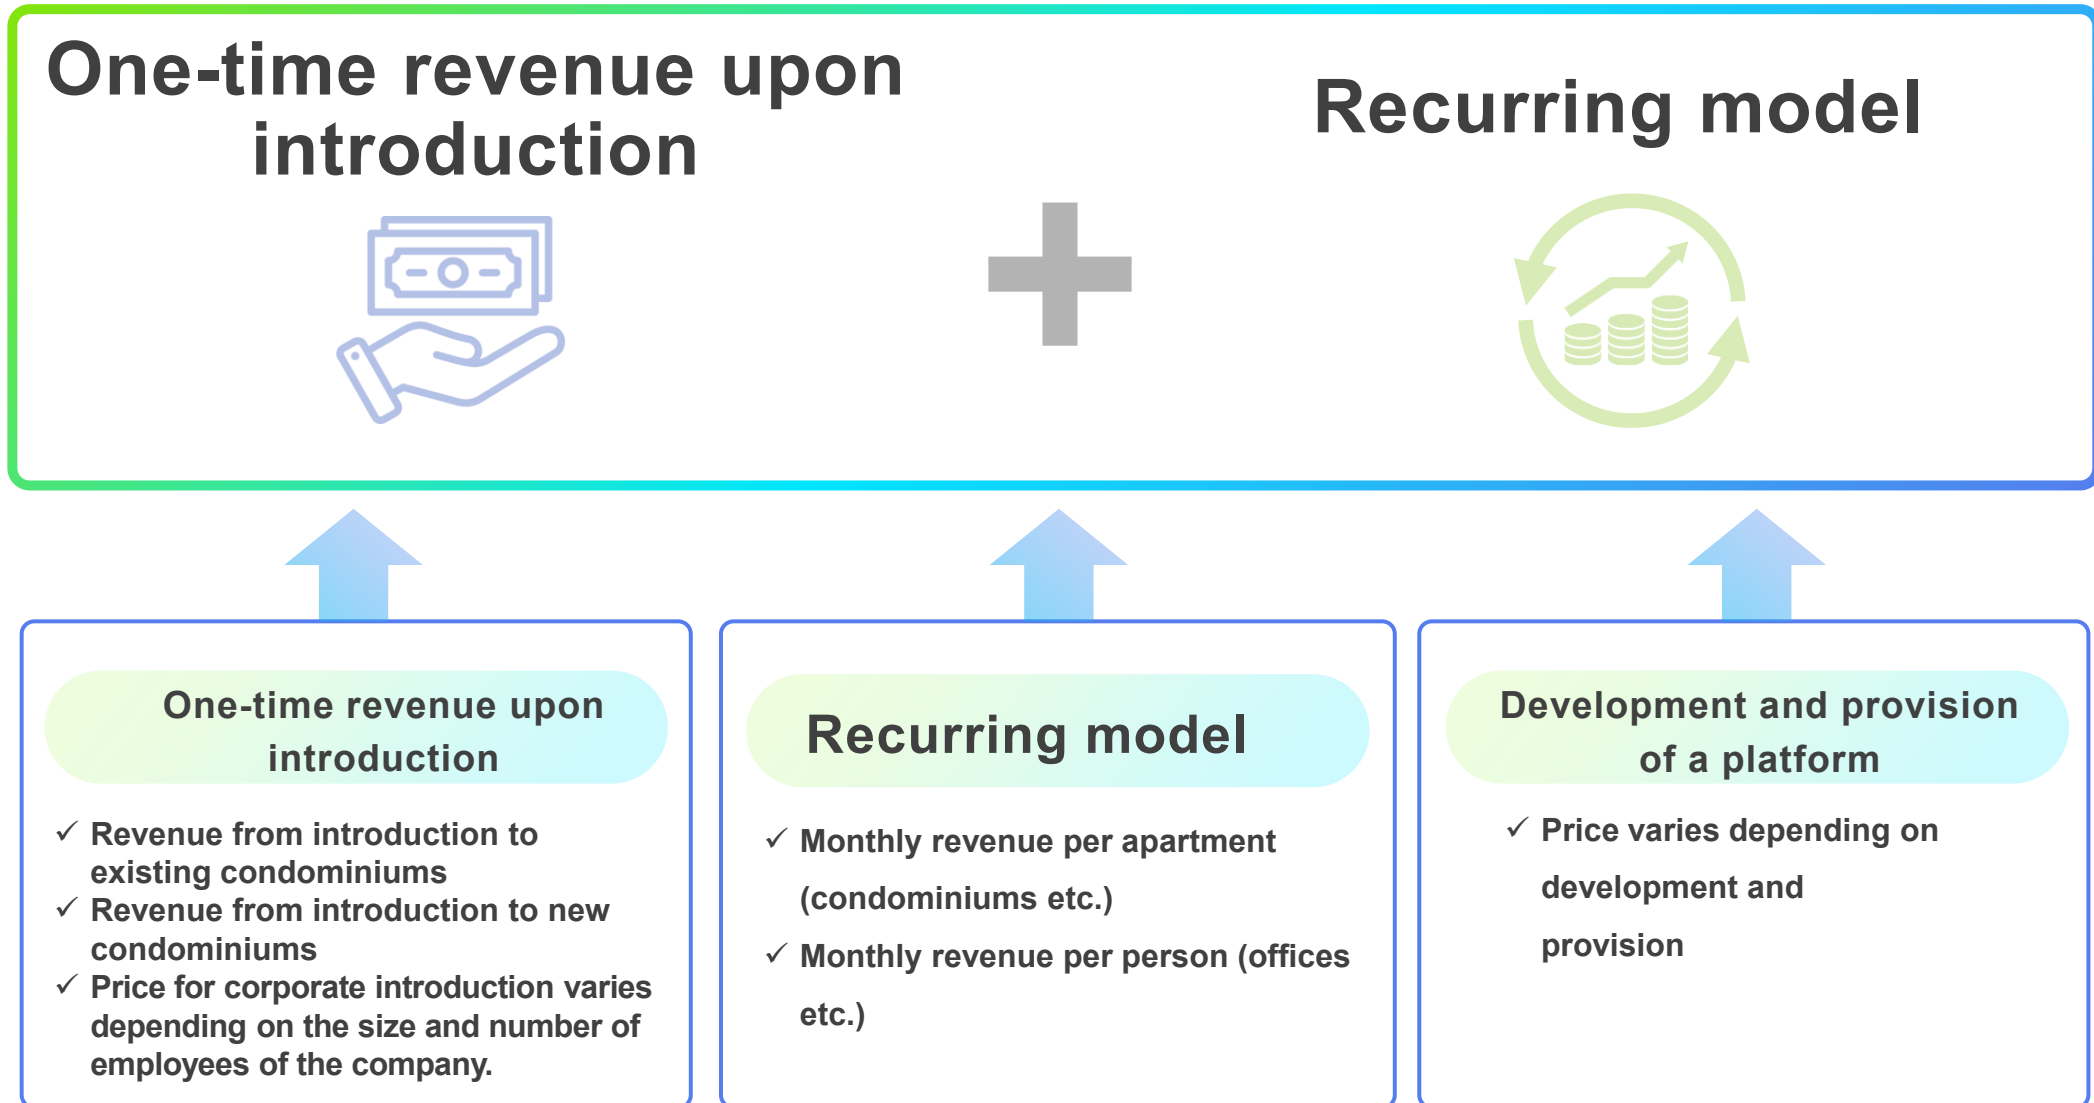 One-time revenue upon
introduction
Recurring model
One-time revenue upon
introduction
✓ Revenue from introduction to
existing condominiums
✓ Revenue from introduction to new
condominiums
✓ Price for corporate introduction varies
depending on the size and number of
employees of the company.
Recurring model
✓ Monthly revenue per apartment
(condominiums etc.)
✓ Monthly revenue per person (offices
etc.)
Development and provision
of a platform
✓ Price varies depending on
development and
provision